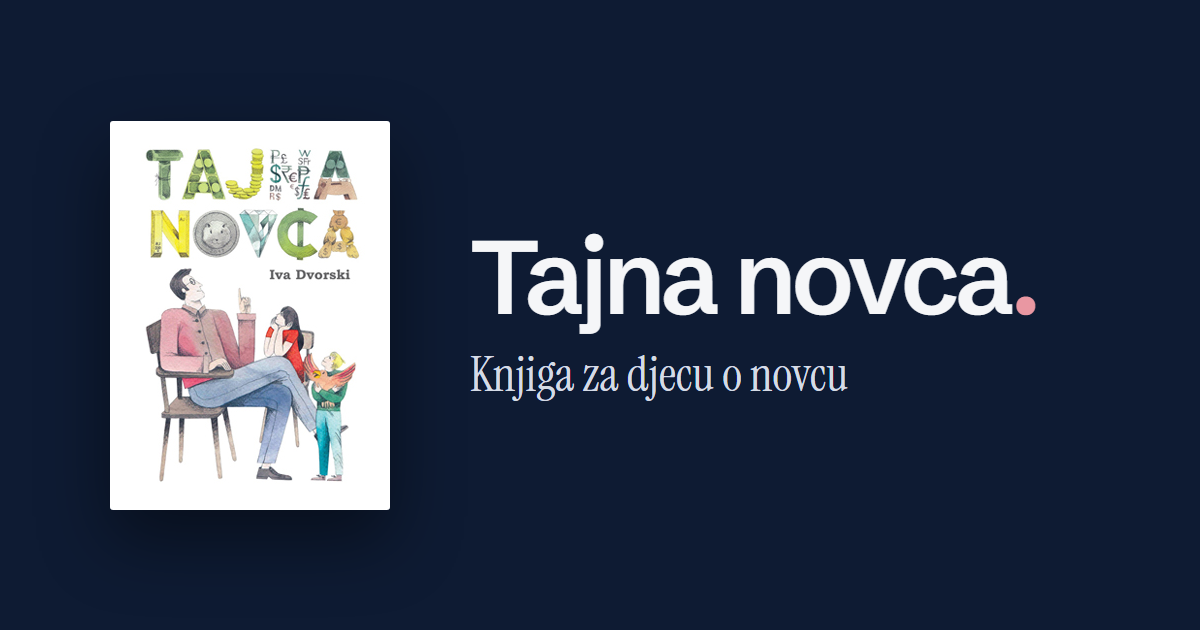 TAJNA
NOVCA
Iva Dvorski
Tajna novca.
Knjiga za djecu o novcu